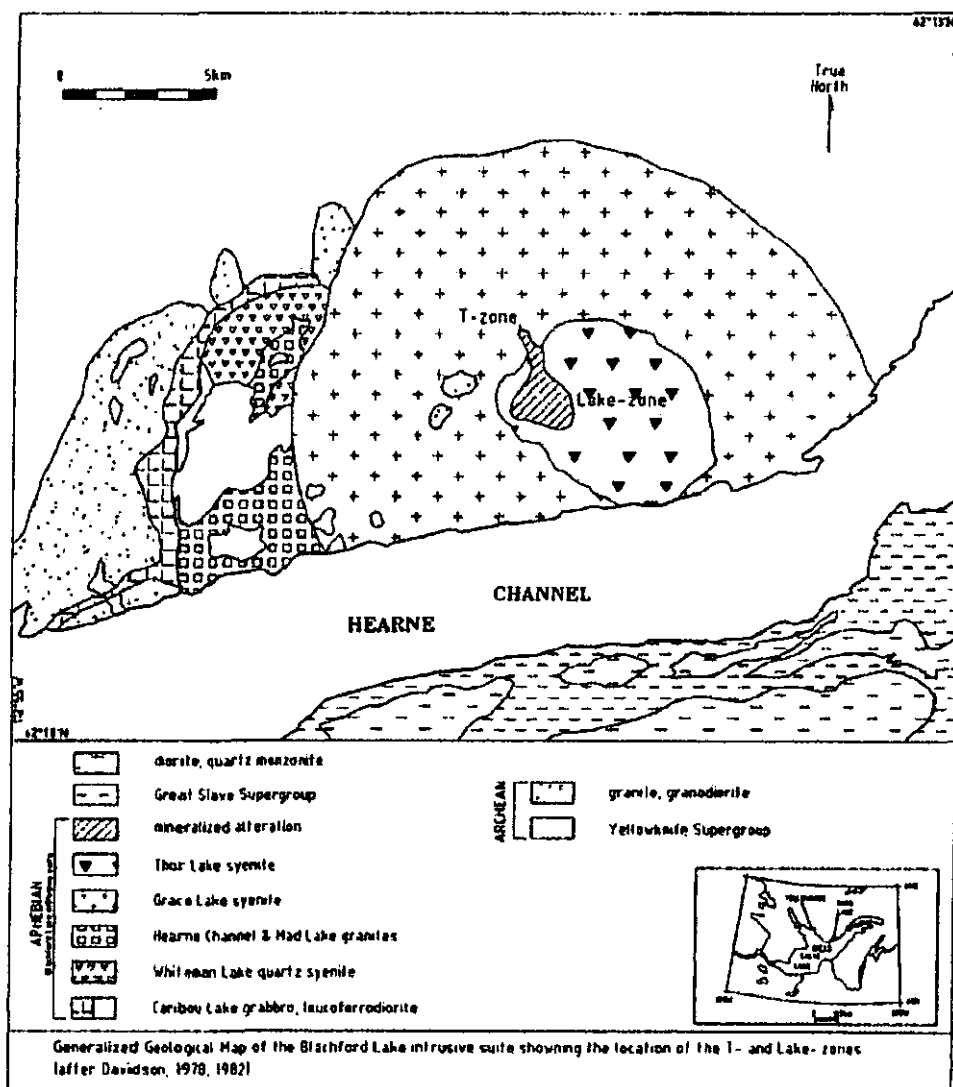 0 5km
True
North
T-zone
Lake-zone
CHANNEL
HEARNE
diorite, quartz monzonite
Great Slave Supergroup
mineralized alteration
Thor Lake syenite
Grace Lake syenite
Hearne Channel & Mad Lake granites
Whiteman Lake quartz syenite
Caribou Lake grabbro, leucoferrodiorite
APHEBIAN
granite, granodiorite
Yellowknife Supergroup
ARCHEAN
Generalized Geological Map of the Blachford Lake intrusive suite showning the location of the T- and Lake- zones
(after Davidson, 1978, 1982)